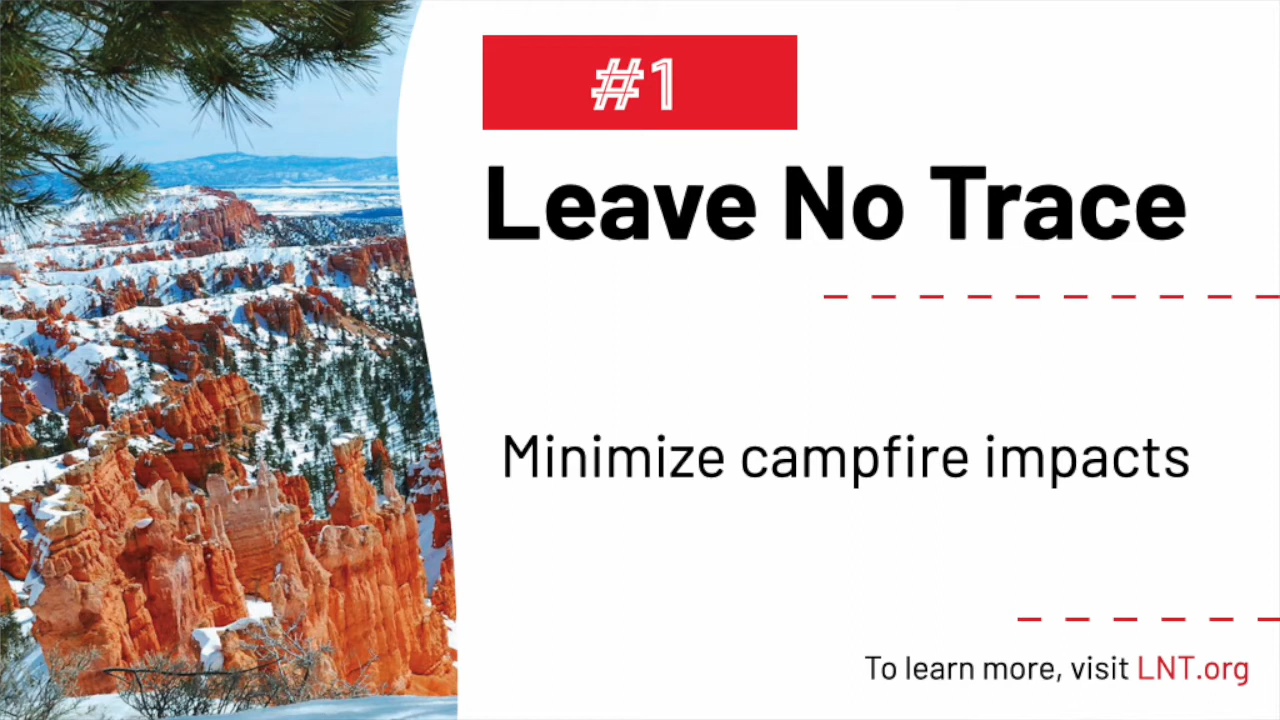 #1
Leave No Trace
Minimize campfire impacts
To learn more, visit LNT.org